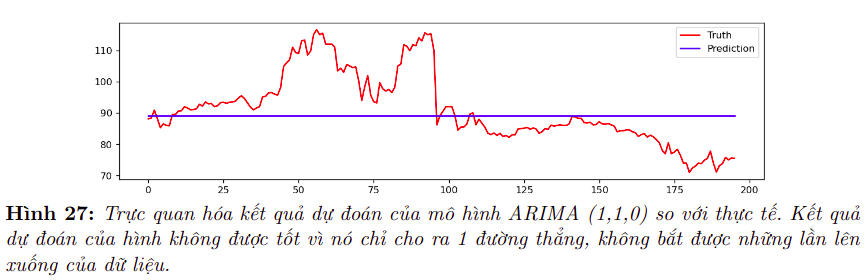 Truth
Prediction
110
100
90
80
70
0 25 50 75 100 125 150 175 200
Hình 27: Trực quan hóa kết quả dự đoán của mô hình ARIMA (1,1,0) so với thực tế. Kết quả
dự đoán của hình không được tốt vì nó chỉ cho ra 1 đường thẳng, không bắt được những lần lên
xuống của dữ liệu.